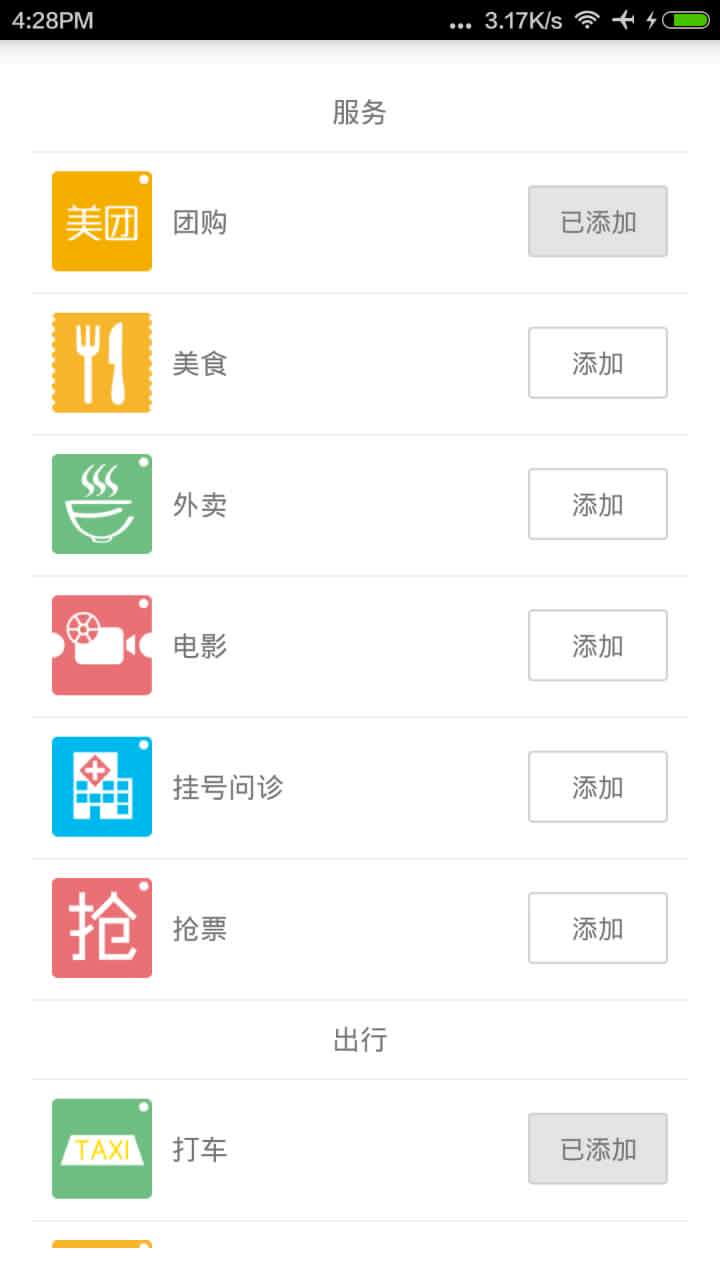 4:28PM ... 3.17K/s
服务
美团 团购 已添加
美食 添加
外卖 添加
电影 添加
挂号问诊 添加
抢 抢票 添加
出行
TAXI 打车 已添加